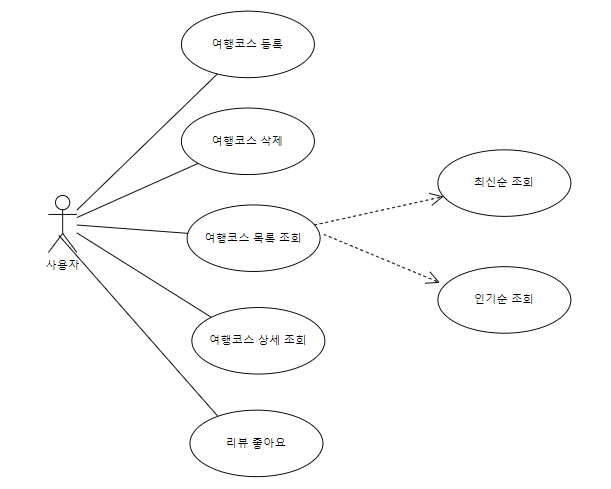 여행코스 등록
여행코스 삭제
최신순 조회
여행코스 목록 조회
사용자
인기순 조회
여행코스 상세 조회
리뷰 좋아요